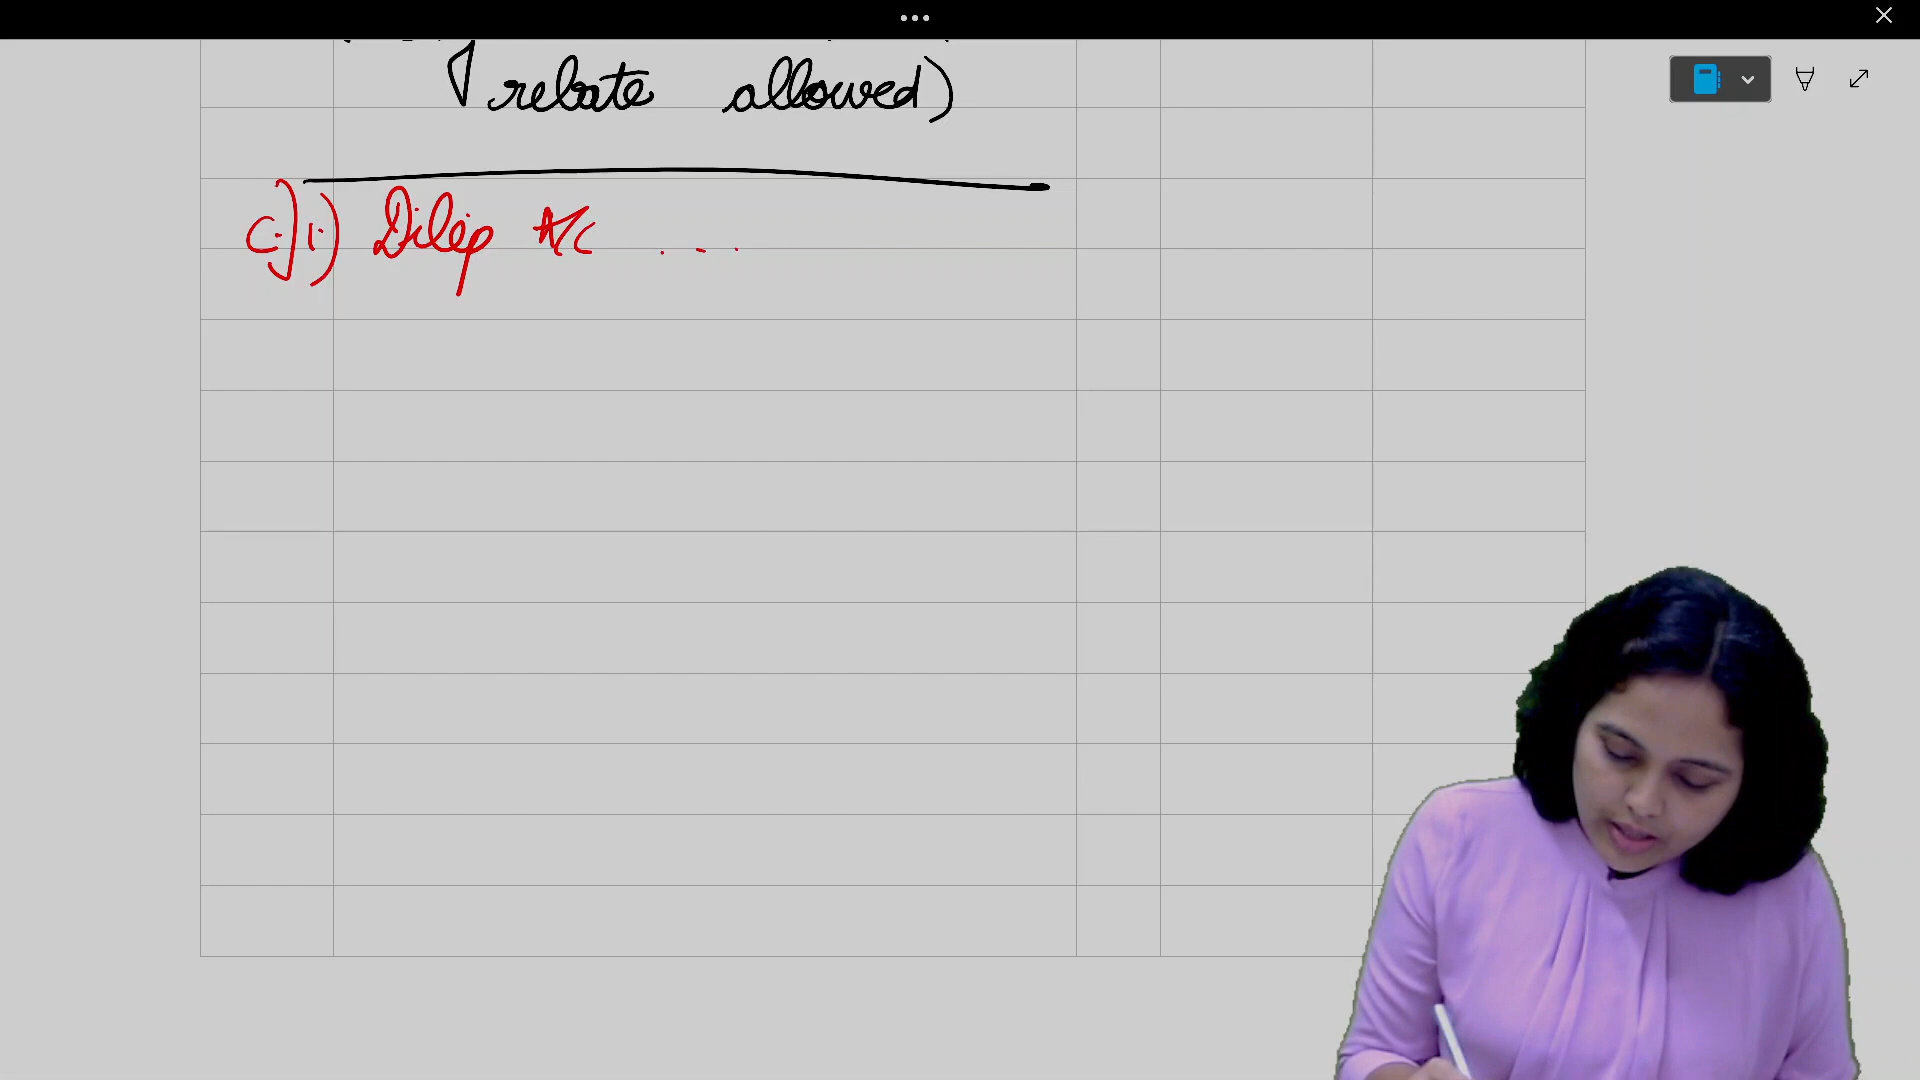 rebate allowed)
c.) i.) Dilip A/c . - -